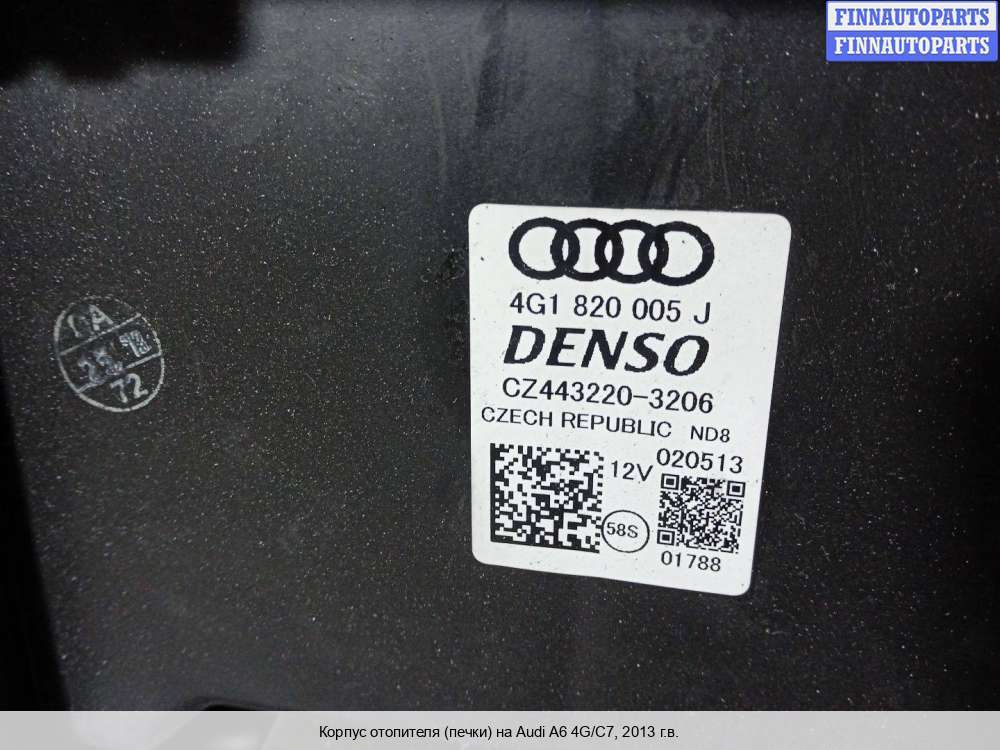 FINNAUTOPARTS
FINNAUTOPARTS
4G1 820 005 J
DENSO
CZ443220-3206
CZECH REPUBLIC ND8
12V
020513
58S
01788
72
Корпус отопителя (печки) на Audi A6 4G/C7, 2013 г.в.